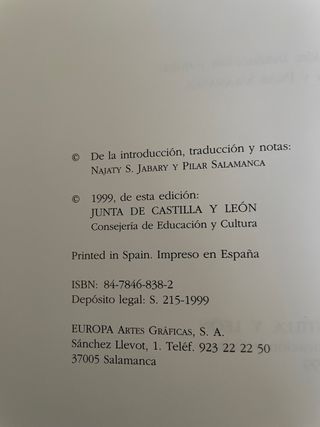 © De la introducción, traducción y notas:
NAJATY S. JABARY Y PILAR SALAMANCA
© 1999, de esta edición:
JUNTA DE CASTILLA Y LEÓN
Consejería de Educación y Cultura
Printed in Spain. Impreso en España
ISBN: 84-7846-838-2
Depósito legal: S. 215-1999
EUROPA ARTES GRÁFICAS, S. A.
Sánchez Llevot, 1. Teléf. 923 22 22 50
37005 Salamanca